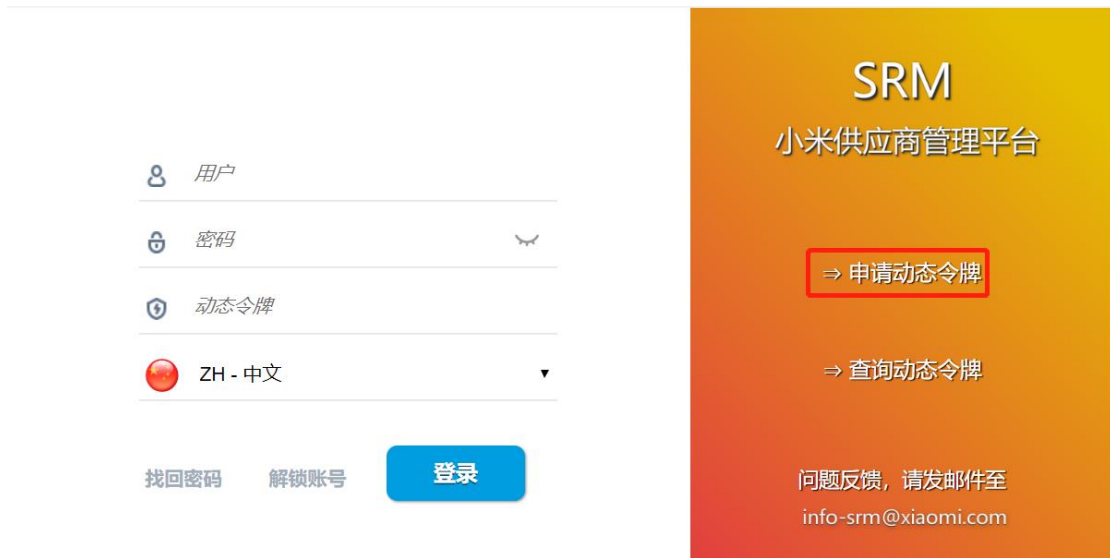 用户
密码
动态令牌
ZH - 中文
找回密码 解锁账号 登录
SRM
小米供应商管理平台
⇒ 申请动态令牌
⇒ 查询动态令牌
问题反馈，请发邮件至
info-srm@xiaomi.com